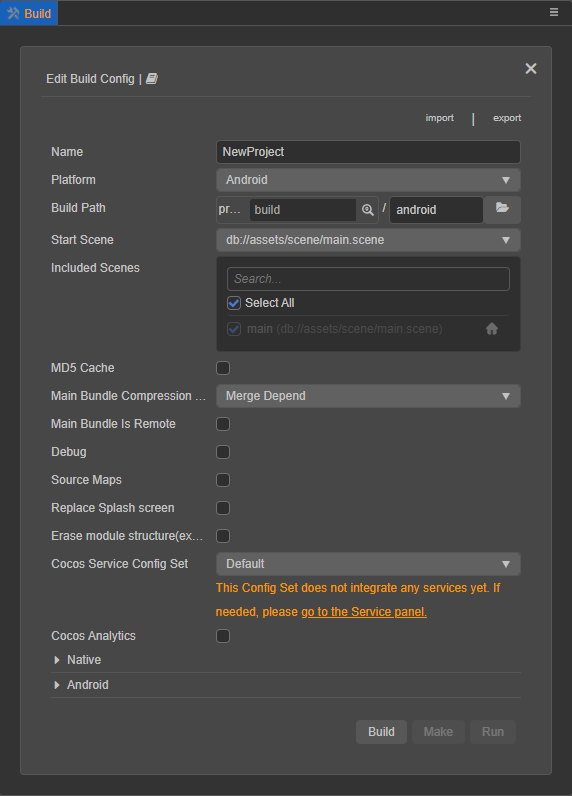 Build
Edit Build Config |
import | export
Name NewProject
Platform Android
Build Path pr... build / android
Start Scene db://assets/scene/main.scene
Included Scenes Search...
Select All
main (db://assets/scene/main.scene)
MD5 Cache
Main Bundle Compression ... Merge Depend
Main Bundle Is Remote
Debug
Source Maps
Replace Splash screen
Erase module structure(ex...
Cocos Service Config Set Default
This Config Set does not integrate any services yet. If
needed, please go to the Service panel.
Cocos Analytics
Native
Android
Build Make Run